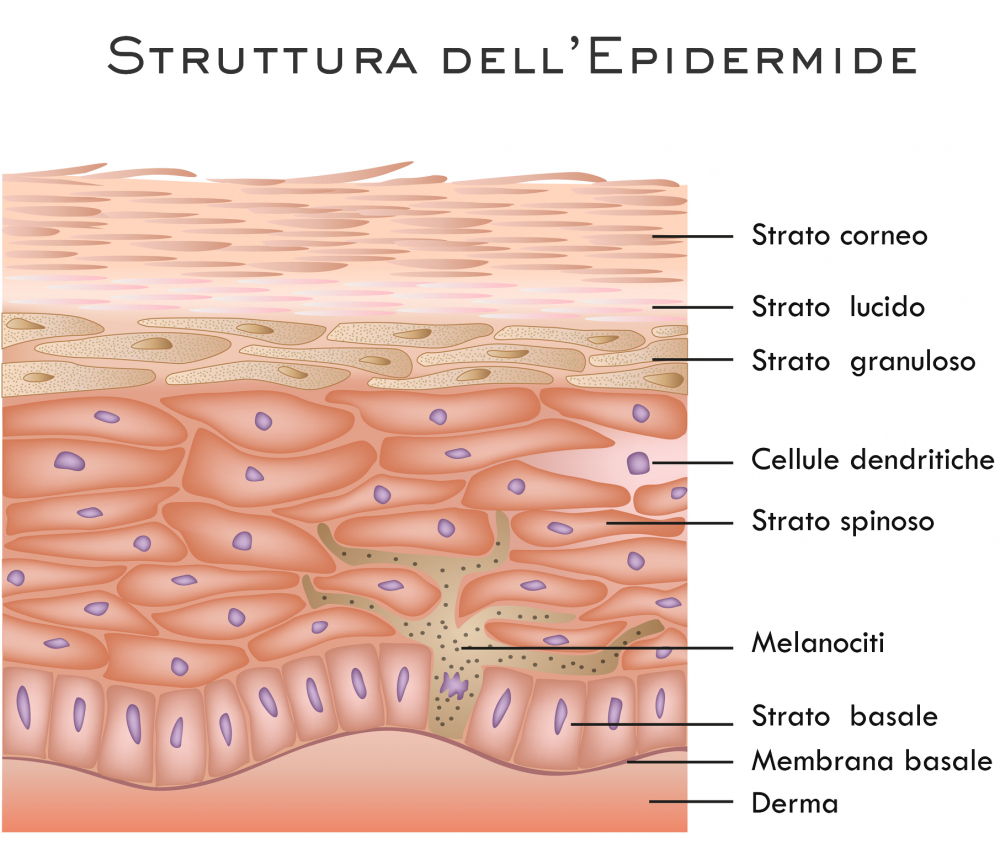 Struttura dell'Epidermide
Strato corneo
Strato lucido
Strato granuloso
Cellule dendritiche
Strato spinoso
Melanociti
Strato basale
Membrana basale
Derma